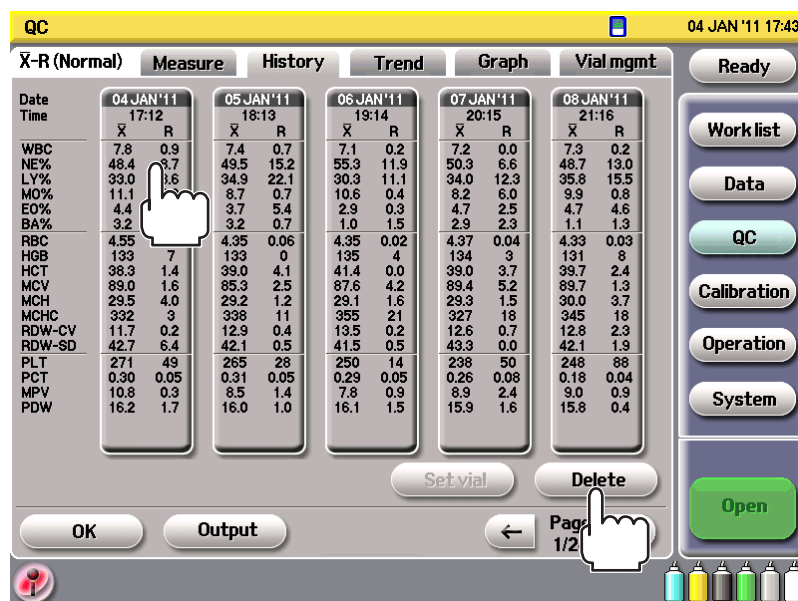 QC
04 JAN '11 17:43
X̄-R (Normal) Measure History Trend Graph Vial mgmt
Ready
Date 04 JAN '11 05 JAN '11 06 JAN '11 07 JAN '11 08 JAN '11
Time 17:12 18:13 19:14 20:15 21:16
X̄ R X̄ R X̄ R X̄ R X̄ R
WBC 7.8 0.9 7.4 0.7 7.1 0.2 7.2 0.0 7.3 0.2
NE% 48.4 49.5 15.2 55.3 11.9 50.3 6.6 48.7 13.0
LY% 33.0 34.9 22.1 30.3 11.1 34.0 12.3 35.8 15.5
MO% 11.1 8.7 0.7 10.6 0.4 8.2 6.0 9.9 0.8
EO% 4.4 3.7 5.4 2.9 0.3 4.7 2.5 4.7 4.6
BA% 3.2 3.2 0.7 1.0 1.5 2.9 2.3 1.1 1.3
RBC 4.55 4.35 0.06 4.35 0.02 4.37 0.04 4.33 0.03
HGB 133 7 133 0 135 4 134 3 131 8
HCT 38.3 1.4 39.0 4.1 41.4 0.0 39.0 3.7 39.7 2.4
MCV 89.0 1.6 85.3 2.5 87.6 4.2 89.4 5.2 89.7 1.3
MCH 29.5 4.0 29.2 1.2 29.1 1.6 29.3 1.5 30.0 3.7
MCHC 332 3 338 11 355 21 327 18 345 18
RDW-CV 11.7 0.2 12.9 0.4 13.5 0.2 12.6 0.7 12.8 2.3
RDW-SD 42.7 6.4 42.1 0.5 41.5 0.5 43.3 0.0 42.1 1.9
PLT 271 49 265 28 250 14 238 50 248 88
PCT 0.30 0.05 0.31 0.05 0.29 0.05 0.26 0.08 0.18 0.04
MPV 10.8 0.3 8.5 1.4 7.8 0.9 8.9 2.4 9.0 0.9
PDW 16.2 1.7 16.0 1.0 16.1 1.5 15.9 1.6 15.8 0.4
Work list
Data
QC
Calibration
Operation
System
Set vial Delete
Open
OK Output ←
1/2